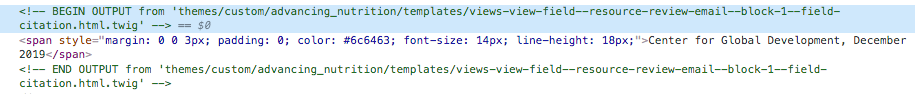 <!-- BEGIN OUTPUT from 'themes/custom/advancing_nutrition/templates/views-view-field--resource-review-email--block-1--field-
citation.html.twig' --> == $0
<span style="margin: 0 0 3px; padding: 0; color: #6c6463; font-size: 14px; line-height: 18px;">Center for Global Development, December
2019</span>
<!-- END OUTPUT from 'themes/custom/advancing_nutrition/templates/views-view-field--resource-review-email--block-1--field-
citation.html.twig' -->